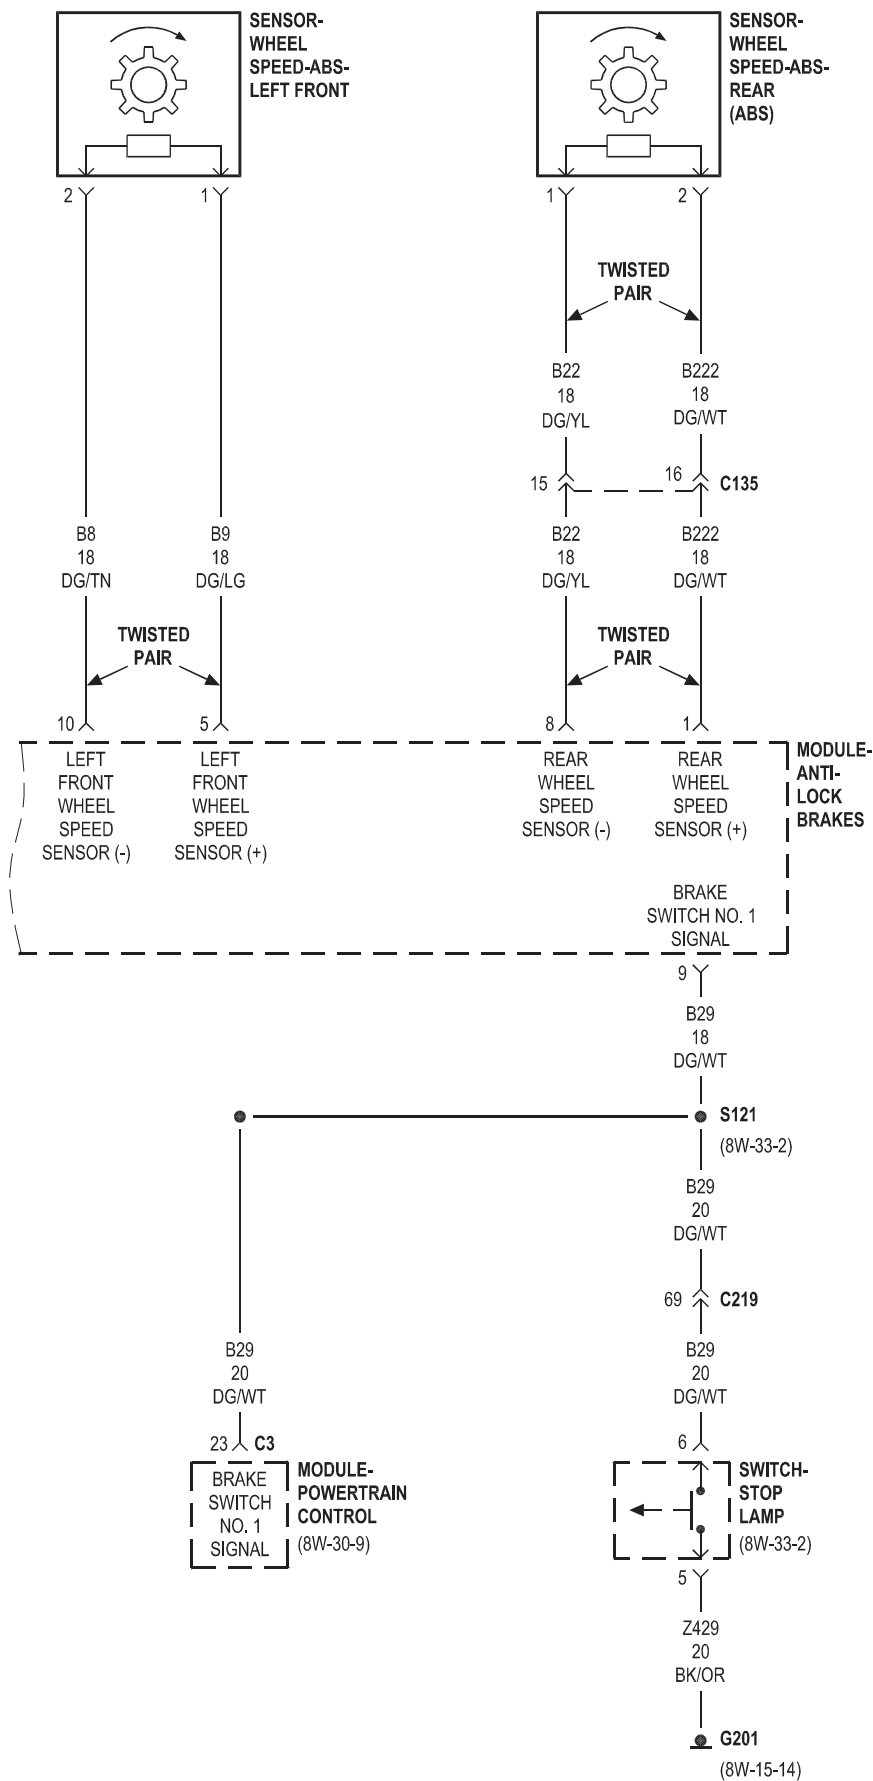 SENSOR-
WHEEL
SPEED-ABS-
LEFT FRONT
SENSOR-
WHEEL
SPEED-ABS-
REAR
(ABS)
2
1
1
2
TWISTED
PAIR
B22
18
DG/YL
B222
18
DG/WT
15
16
C135
B8
18
DG/TN
B9
18
DG/LG
B22
18
DG/YL
B222
18
DG/WT
TWISTED
PAIR
TWISTED
PAIR
10
5
8
1
LEFT
FRONT
WHEEL
SPEED
SENSOR (-)
LEFT
FRONT
WHEEL
SPEED
SENSOR (+)
REAR
WHEEL
SPEED
SENSOR (-)
REAR
WHEEL
SPEED
SENSOR (+)
MODULE-
ANTI-
LOCK
BRAKES
BRAKE
SWITCH NO. 1
SIGNAL
9
B29
18
DG/WT
S121
(8W-33-2)
B29
20
DG/WT
69
C219
B29
20
DG/WT
B29
20
DG/WT
23
C3
6
BRAKE
SWITCH
NO. 1
SIGNAL
MODULE-
POWERTRAIN
CONTROL
(8W-30-9)
SWITCH-
STOP
LAMP
(8W-33-2)
5
Z429
20
BK/OR
G201
(8W-15-14)